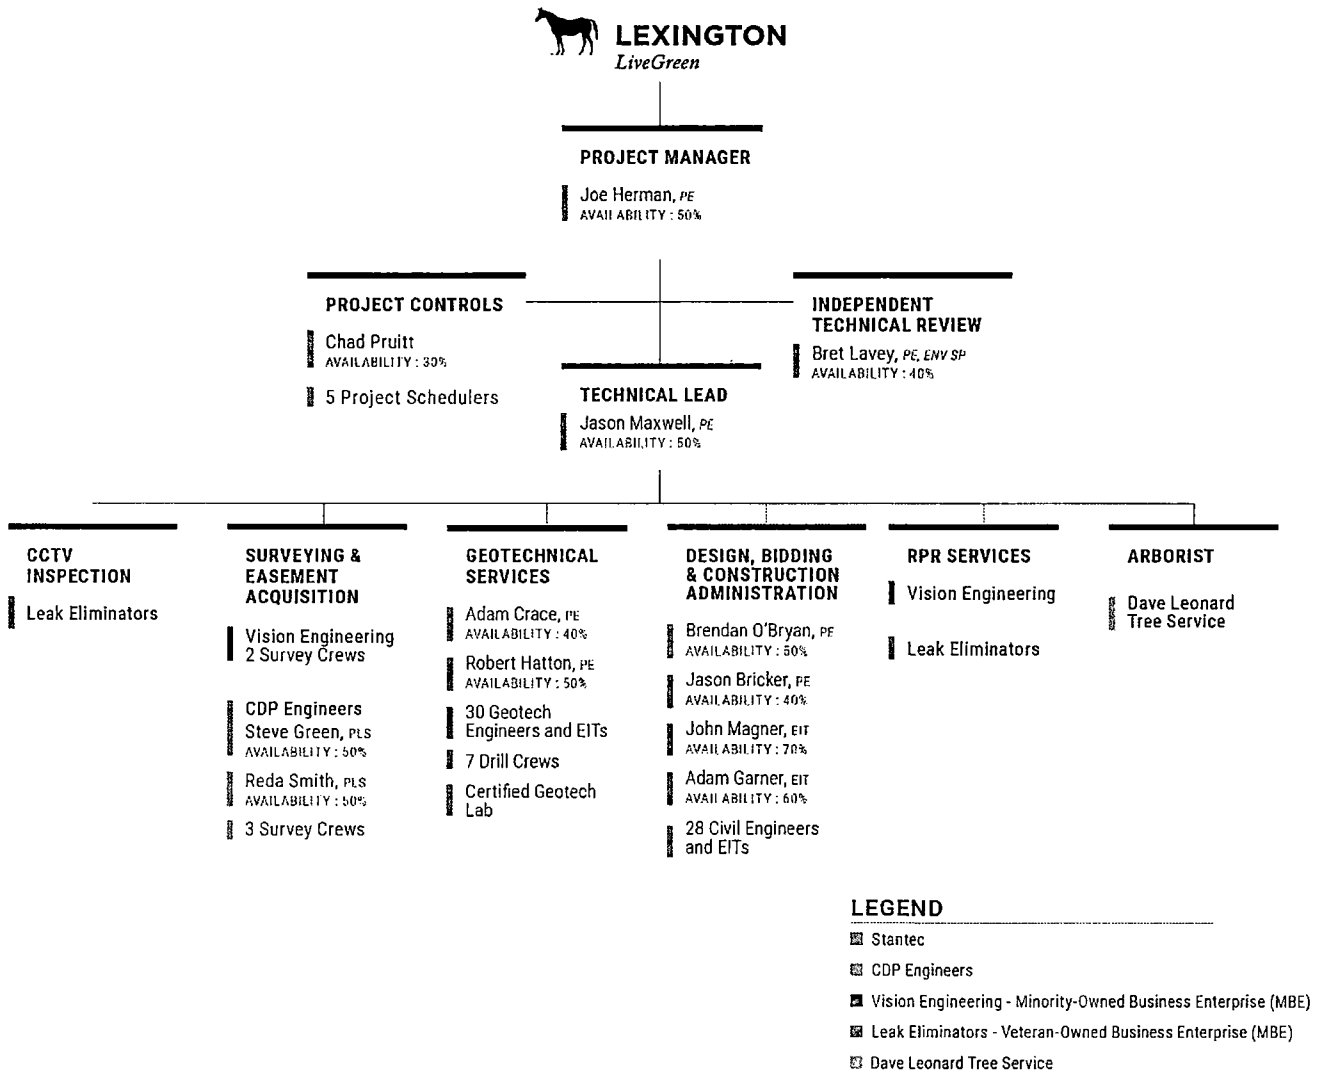 LEXINGTON
LiveGreen
PROJECT MANAGER
Joe Herman, PE
AVAILABILITY : 50%
PROJECT CONTROLS
Chad Pruitt
AVAILABILITY : 30%
5 Project Schedulers
INDEPENDENT
TECHNICAL REVIEW
Bret Lavey, PE, ENV SP
AVAILABILITY : 40%
TECHNICAL LEAD
Jason Maxwell, PE
AVAILABILITY : 50%
CCTV
INSPECTION
Leak Eliminators
SURVEYING &
EASEMENT
ACQUISITION
Vision Engineering
2 Survey Crews
CDP Engineers
Steve Green, PLS
AVAILABILITY : 50%
Reda Smith, PLS
AVAILABILITY : 50%
3 Survey Crews
GEOTECHNICAL
SERVICES
Adam Crace, PE
AVAILABILITY : 40%
Robert Hatton, PE
AVAILABILITY : 50%
30 Geotech
Engineers and EITs
7 Drill Crews
Certified Geotech
Lab
DESIGN, BIDDING
& CONSTRUCTION
ADMINISTRATION
Brendan O'Bryan, PE
AVAILABILITY : 50%
Jason Bricker, PE
AVAILABILITY : 40%
John Magner, EIT
AVAILABILITY : 70%
Adam Garner, EIT
AVAILABILITY : 60%
28 Civil Engineers
and EITs
RPR SERVICES
Vision Engineering
Leak Eliminators
ARBORIST
Dave Leonard
Tree Service
LEGEND
Stantec
CDP Engineers
Vision Engineering - Minority-Owned Business Enterprise (MBE)
Leak Eliminators - Veteran-Owned Business Enterprise (MBE)
Dave Leonard Tree Service